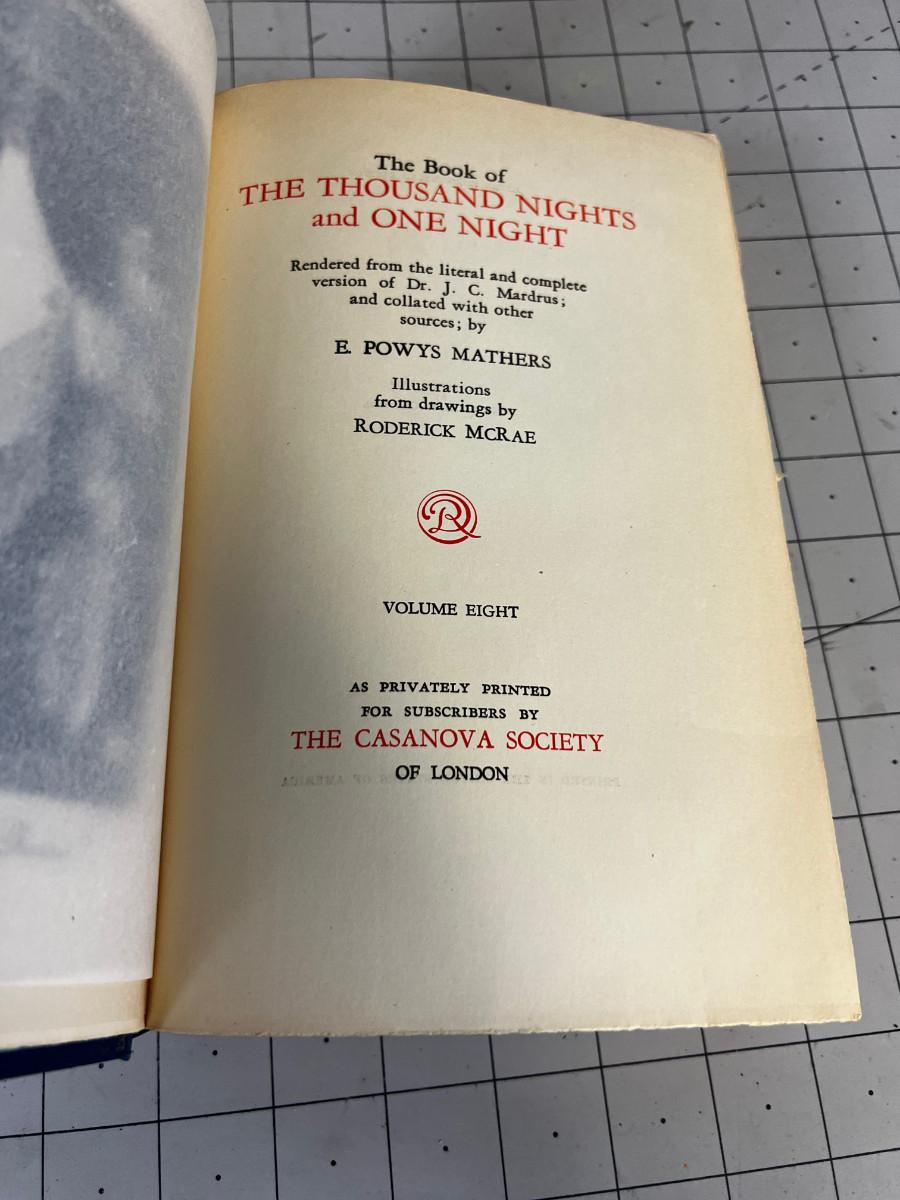 The Book of
THE THOUSAND NIGHTS
and ONE NIGHT
Rendered from the literal and complete
version of Dr. J. C. Mardrus;
and collated with other
sources; by
E. POWYS MATHERS
Illustrations
from drawings by
RODERICK McRAE
VOLUME EIGHT
AS PRIVATELY PRINTED
FOR SUBSCRIBERS BY
THE CASANOVA SOCIETY
OF LONDON